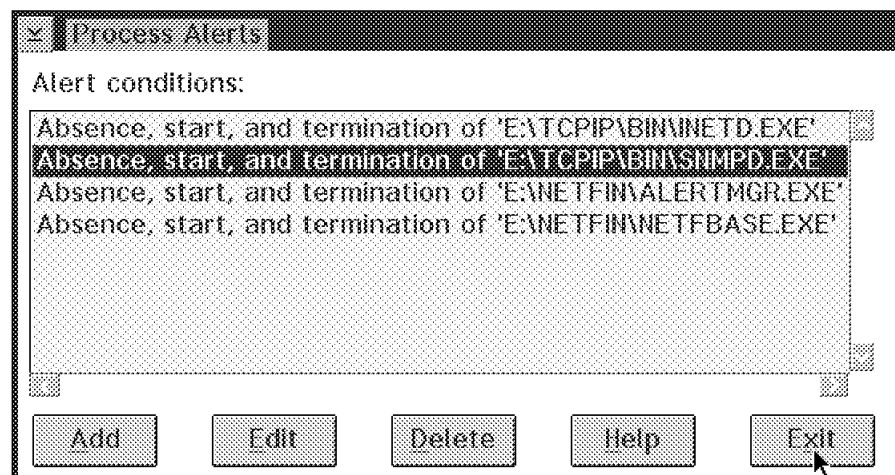 Process Alerts
Alert conditions:
Absence, start, and termination of 'E:\TCPIP\BIN\INETD.EXE'
Absence, start, and termination of 'E:\TCPIP\BIN\SNMPD.EXE'
Absence, start, and termination of 'E:\NETFIN\ALERTMGR.EXE'
Absence, start, and termination of 'E:\NETFIN\NETFBASE.EXE'
Add Edit Delete Help Exit